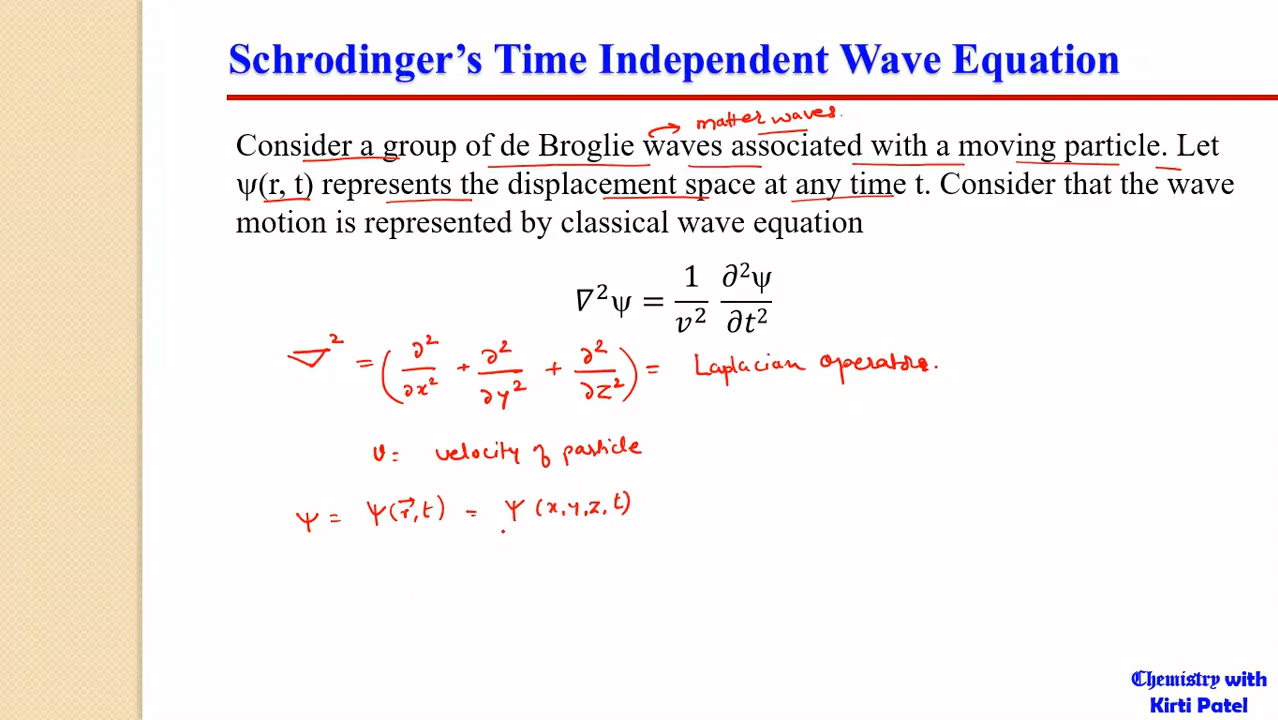 Schrodinger's Time Independent Wave Equation
matter waves.
Consider a group of de Broglie waves associated with a moving particle. Let
ψ(r, t) represents the displacement space at any time t. Consider that the wave
motion is represented by classical wave equation
∇²ψ = 1/v² ∂²ψ/∂t²
∇² = (∂²/∂x² + ∂²/∂y² + ∂²/∂z²) = Laplacian operator.
v = velocity of particle
ψ = ψ(r⃗, t) = ψ (x, y, z, t)
Chemistry with
Kirti Patel